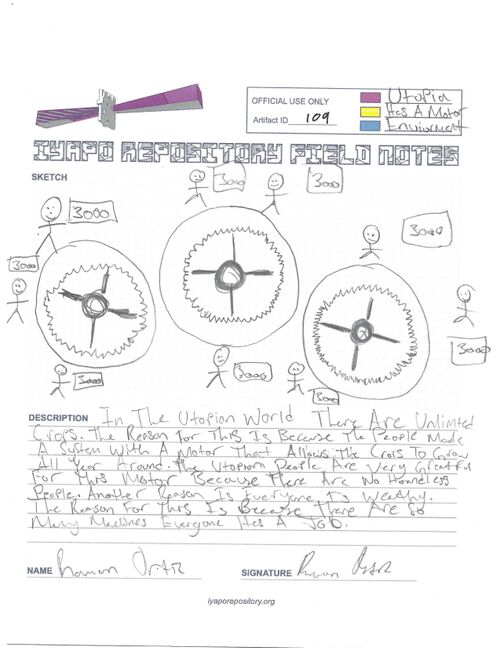 OFFICIAL USE ONLY
Artifact ID 109
Utopia
Has A Motor
Enviorment
IYAPO REPOSITORY FIELD NOTES
SKETCH
3000
3000
3000
3000
3000
3000
3000
3000
3000
3000
DESCRIPTION In The Utopian World There Are Unlimited
Crops. The Reason For This Is Because The People Made
A System With A Motor That Allows The Crops To Grow
All Year Around. The Utopian People Are Very Greatful
For This Motor Because There Are No Homeless
People. Another Reason Is Everyone Is Wealthy.
The Reason For This Is Because There Are So
Many Machines Everyone Has A Job.
NAME Ramon Ortiz
SIGNATURE
iyaporepository.org